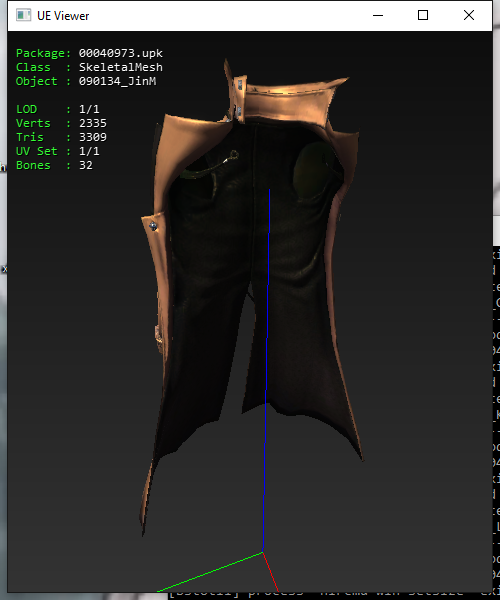 UE Viewer
Package: 00040973.upk
Class : SkeletalMesh
Object : 090134_JinM
LOD : 1/1
Verts : 2335
Tris : 3309
UV Set : 1/1
Bones : 32